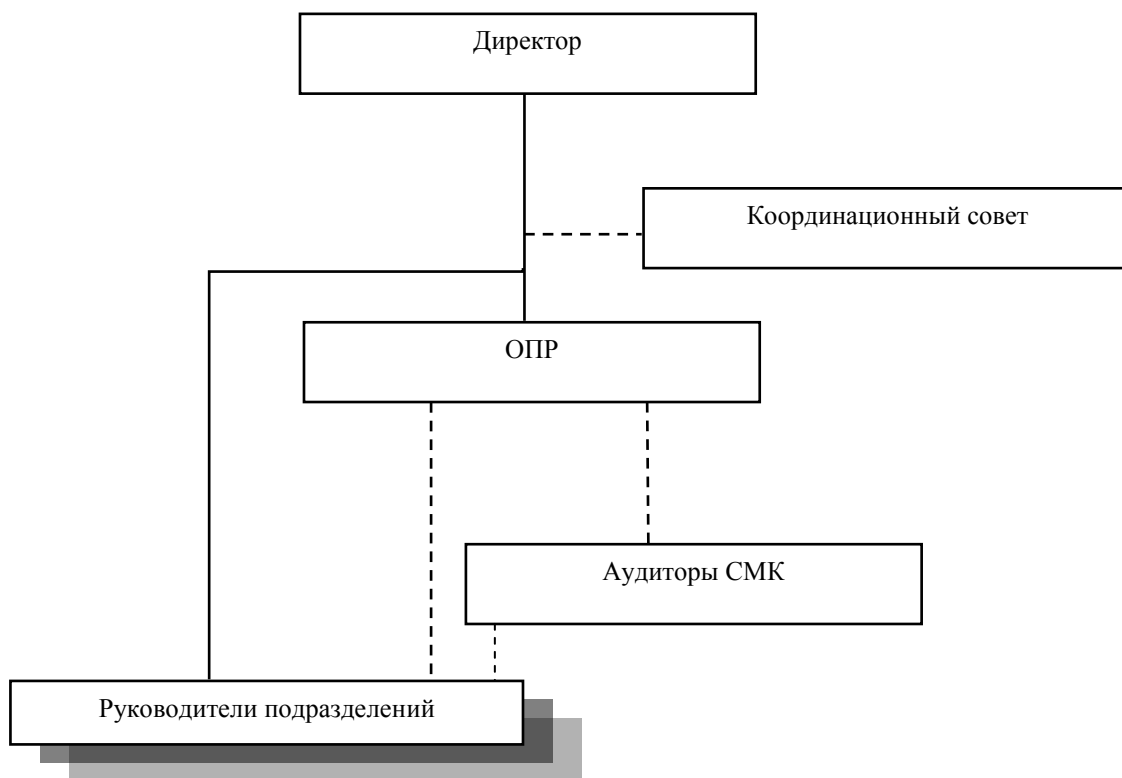 Директор
Координационный совет
ОПР
Аудиторы СМК
Руководители подразделений